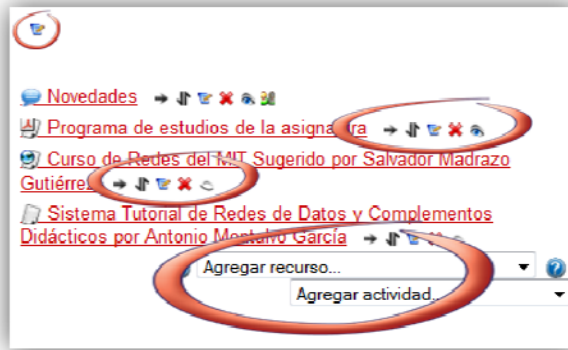 Novedades
Programa de estudios de la asignatura
Curso de Redes del MIT Sugerido por Salvador Madrazo
Gutiérrez
Sistema Tutorial de Redes de Datos y Complementos
Didácticos por Antonio Montalvo García
Agregar recurso...
Agregar actividad...